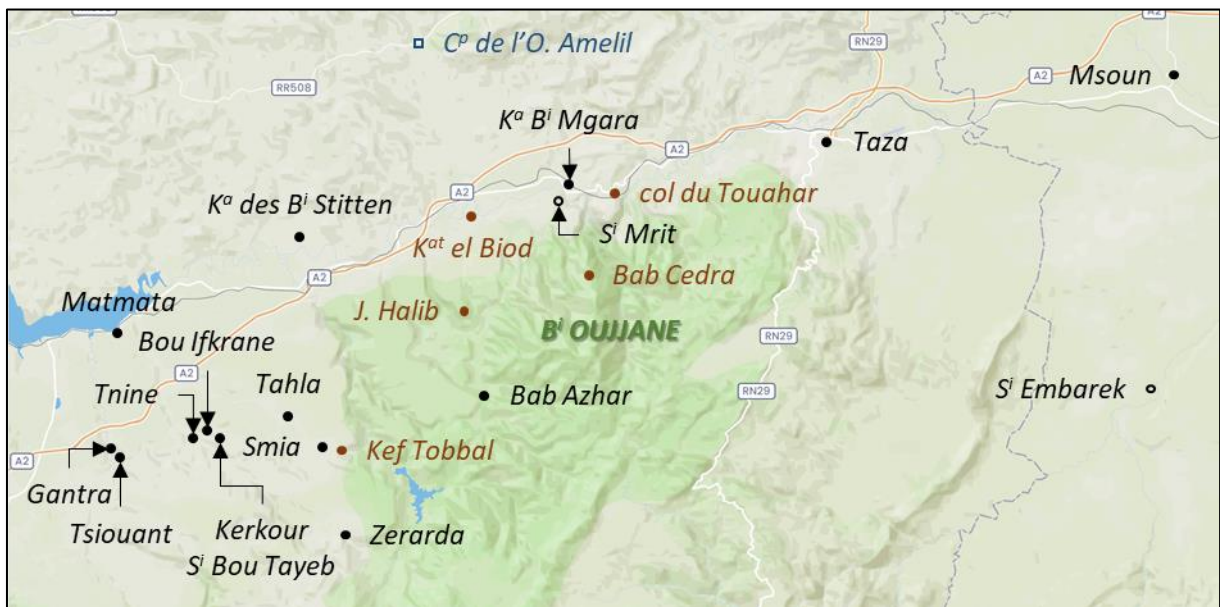 Cᵖ de l’O. Amelil
RN29
A2
Msoun
RR508
Kᵃ Bⁱ Mgara
A2
Taza
A2
col du Touahar
Kᵃ des Bⁱ Stitten
Sⁱ Mrit
Kᵃᵗ el Biod
A2
Bab Cedra
Matmata
J. Halib
Bⁱ OUJJANE
Bou Ifkrane
A2
Tnine
Tahla
Bab Azhar
RN29
Sⁱ Embarek
Smia
Kef Tobbal
A2
Gantra
Tsiouant
Kerkour
Zerarda
Sⁱ Bou Tayeb